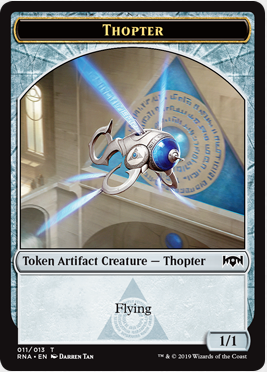 Thopter
Token Artifact Creature — Thopter
Flying
1/1
011/013 T
RNA • EN Darren Tan
™ & © 2019 Wizards of the Coast